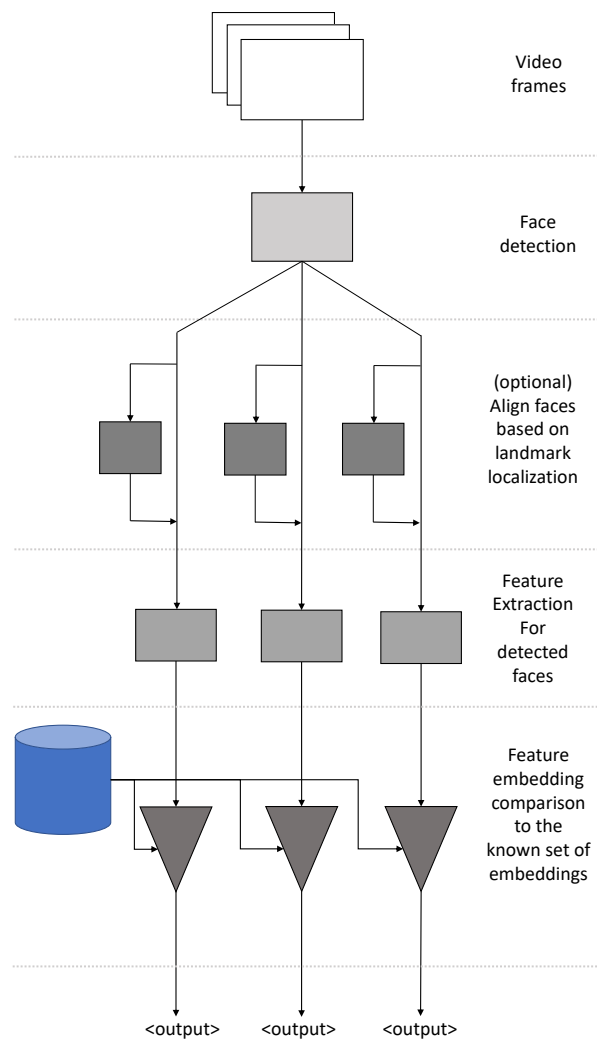 Video
frames
Face
detection
(optional)
Align faces
based on
landmark
localization
Feature
Extraction
For
detected
faces
Feature
embedding
comparison
to the
known set of
embeddings
<output>
<output>
<output>